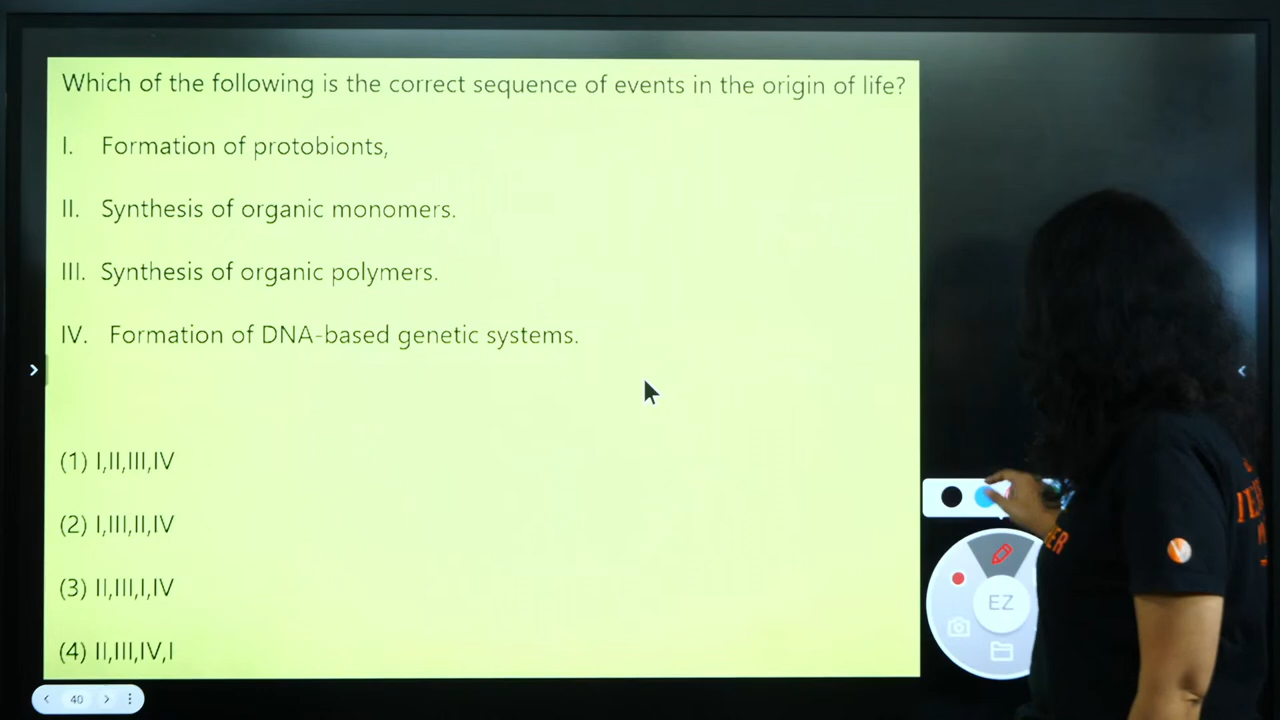 Which of the following is the correct sequence of events in the origin of life?
I. Formation of protobionts,
II. Synthesis of organic monomers.
III. Synthesis of organic polymers.
IV. Formation of DNA-based genetic systems.
(1) I,II,III,IV
(2) I,III,II,IV
(3) II,III,I,IV
(4) II,III,IV,I
EZ
40